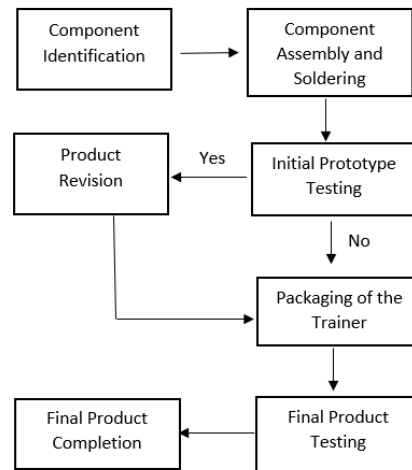 Component
Identification
Component
Assembly and
Soldering
Product
Revision
Yes
Initial Prototype
Testing
No
Packaging of the
Trainer
Final Product
Completion
Final Product
Testing